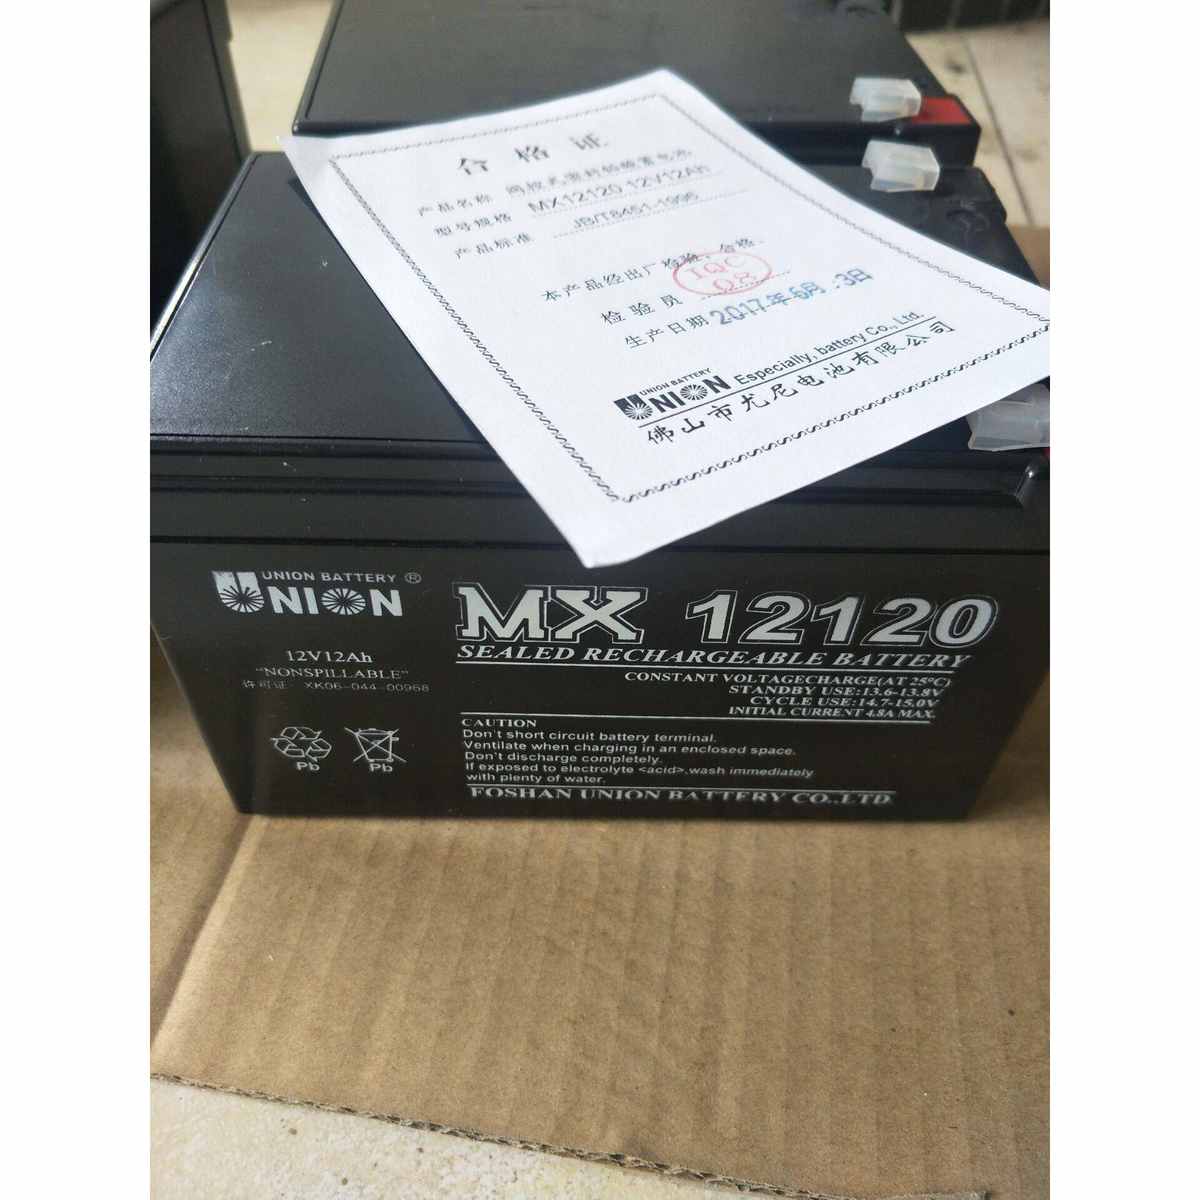 合格证
产品名称 阀控式密封铅酸蓄电池
型号规格 MX12120 12V12Ah
产品标准 JB/T8451-1996
本产品经出厂检验，合格。
检验员 IQC 08
生产日期 2017年6月13日
UNION BATTERY
UNION Especially, battery Co., Ltd.
佛山市尤尼电池有限公司
UNION BATTERY ®
UNION
12V12Ah
"NONSPILLABLE"
许可证: XK06-044-00968
Pb Pb
MX 12120
SEALED RECHARGEABLE BATTERY
CONSTANT VOLTAGECHARGE(AT 25°C)
STANDBY USE:13.6-13.8V
CYCLE USE:14.7-15.0V
INITIAL CURRENT 4.8A MAX.
CAUTION
Don't short circuit battery terminal.
Ventilate when charging in an enclosed space.
Don't discharge completely.
If exposed to electrolyte <acid>,wash immediately
with plenty of water.
FOSHAN UNION BATTERY CO.,LTD